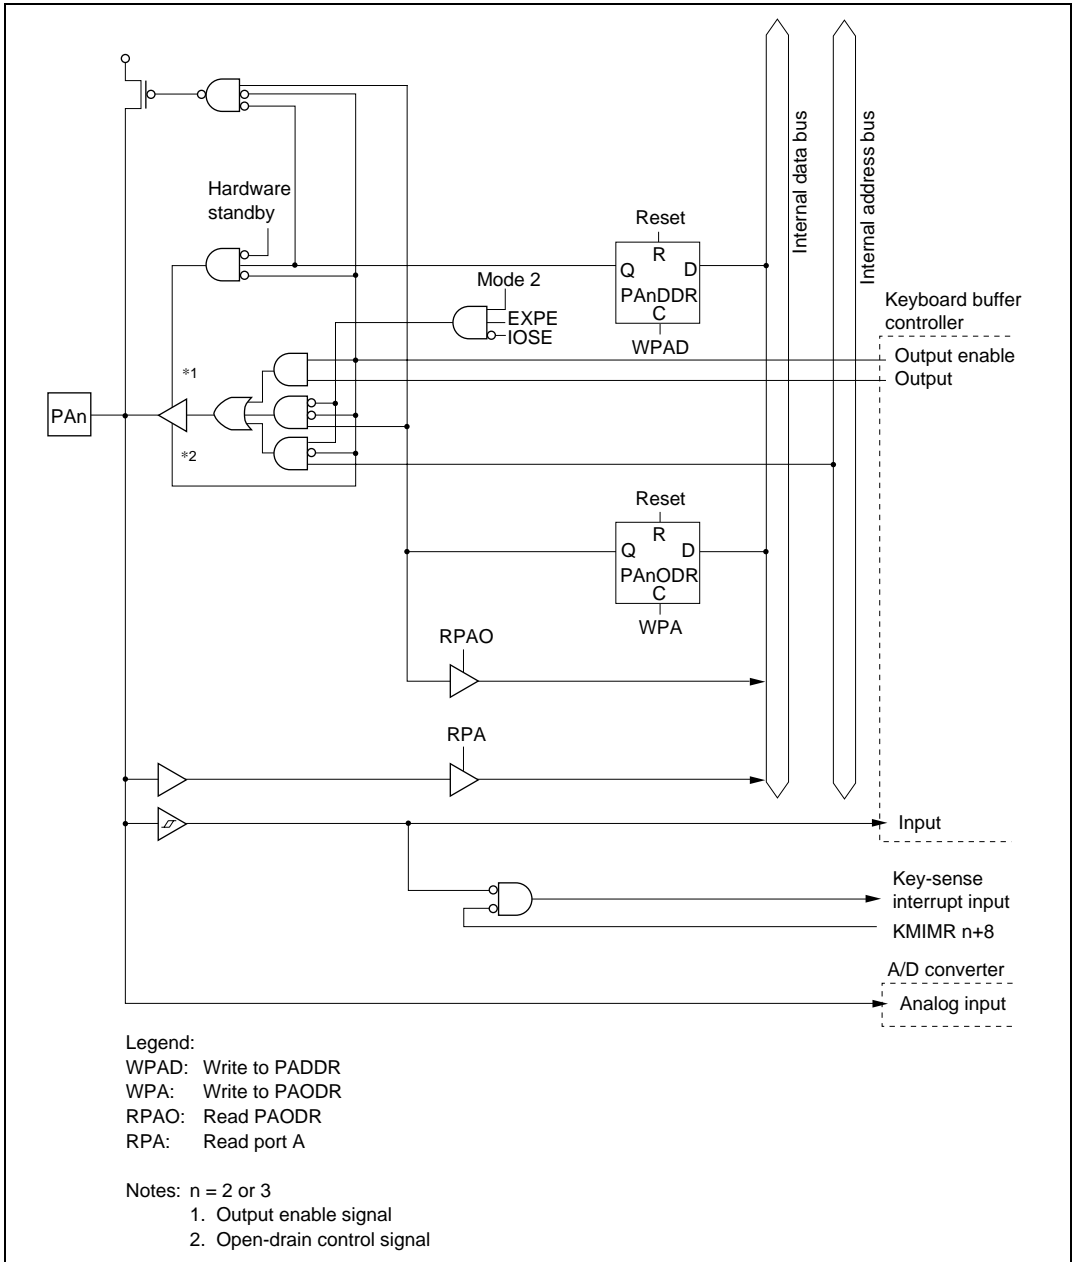 Hardware
standby
Reset
R
Q D
PAnDDR
C
WPAD
Mode 2
EXPE
IOSE
Internal data bus
Internal address bus
Keyboard buffer
controller
Output enable
Output
*1
PAn
*2
Reset
R
Q D
PAnODR
C
WPA
RPAO
RPA
Input
Key-sense
interrupt input
KMIMR n+8
A/D converter
Analog input
Legend:
WPAD: Write to PADDR
WPA: Write to PAODR
RPAO: Read PAODR
RPA: Read port A
Notes: n = 2 or 3
1. Output enable signal
2. Open-drain control signal